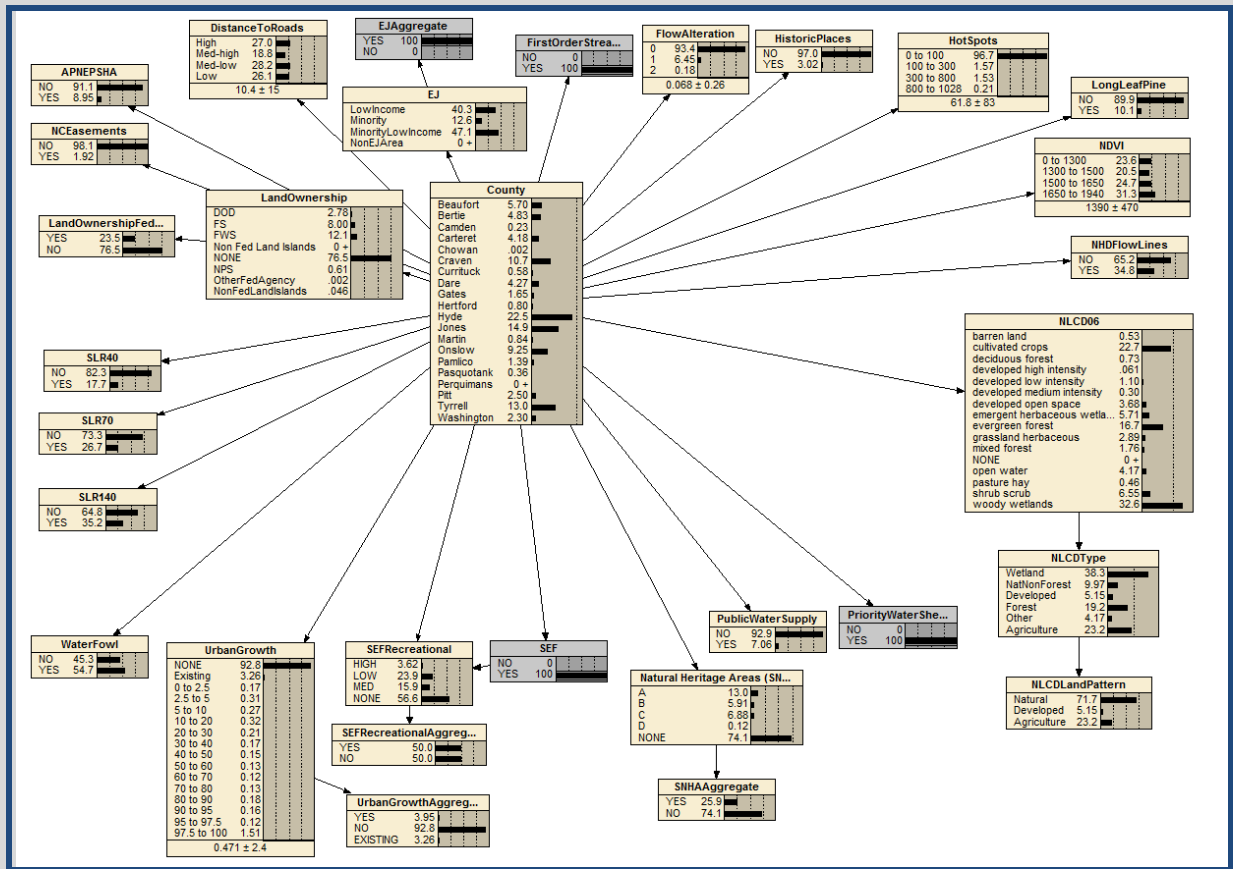 DistanceToRoads
High 27.0
Med-high 18.8
Med-low 28.2
Low 26.1
10.4 ± 15
EJAggregate
YES 100
NO 0
FirstOrderStrea...
NO 0
YES 100
FlowAlteration
0 93.4
1 6.45
2 0.18
0.068 ± 0.26
HistoricPlaces
NO 97.0
YES 3.02
HotSpots
0 to 100 96.7
100 to 300 1.57
300 to 800 1.53
800 to 1028 0.21
61.8 ± 83
APNEPSHA
NO 91.1
YES 8.95
EJ
LowIncome 40.3
Minority 12.6
MinorityLowIncome 47.1
NonEJArea 0 +
LongLeafPine
NO 89.9
YES 10.1
NCEasements
NO 98.1
YES 1.92
NDVI
0 to 1300 23.6
1300 to 1500 20.5
1500 to 1650 24.7
1650 to 1940 31.3
1390 ± 470
LandOwnership
DOD 2.78
FS 8.00
FWS 12.1
Non Fed Land Islands 0 +
NONE 76.5
NPS 0.61
OtherFedAgency .002
NonFedLandIslands .046
County
Beaufort 5.70
Bertie 4.83
Camden 0.23
Carteret 4.18
Chowan .002
Craven 10.7
Currituck 0.58
Dare 4.27
Gates 1.65
Hertford 0.80
Hyde 22.5
Jones 14.9
Martin 0.84
Onslow 9.25
Pamlico 1.39
Pasquotank 0.36
Perquimans 0 +
Pitt 2.50
Tyrrell 13.0
Washington 2.30
LandOwnershipFed...
YES 23.5
NO 76.5
NHDFlowLines
NO 65.2
YES 34.8
NLCD06
barren land 0.53
cultivated crops 22.7
deciduous forest 0.73
developed high intensity .061
developed low intensity 1.10
developed medium intensity 0.30
developed open space 3.68
emergent herbaceous wetla... 5.71
evergreen forest 16.7
grassland herbaceous 2.89
mixed forest 1.76
NONE 0 +
open water 4.17
pasture hay 0.46
shrub scrub 6.55
woody wetlands 32.6
SLR40
NO 82.3
YES 17.7
SLR70
NO 73.3
YES 26.7
SLR140
NO 64.8
YES 35.2
NLCDType
Wetland 38.3
NatNonForest 9.97
Developed 5.15
Forest 19.2
Other 4.17
Agriculture 23.2
WaterFowl
NO 45.3
YES 54.7
UrbanGrowth
NONE 92.8
Existing 3.26
0 to 2.5 0.17
2.5 to 5 0.31
5 to 10 0.27
10 to 20 0.32
20 to 30 0.21
30 to 40 0.17
40 to 50 0.15
50 to 60 0.13
60 to 70 0.12
70 to 80 0.13
80 to 90 0.18
90 to 95 0.16
95 to 97.5 0.12
97.5 to 100 1.51
0.471 ± 2.4
SEFRecreational
HIGH 3.62
LOW 23.9
MED 15.9
NONE 56.6
SEF
NO 0
YES 100
PublicWaterSupply
NO 92.9
YES 7.06
PriorityWaterShe...
NO 0
YES 100
Natural Heritage Areas (SN...
A 13.0
B 5.91
C 6.88
D 0.12
NONE 74.1
NLCDLandPattern
Natural 71.7
Developed 5.15
Agriculture 23.2
SEFRecreationalAggreg...
YES 50.0
NO 50.0
UrbanGrowthAggreg...
YES 3.95
NO 92.8
EXISTING 3.26
SNHAAggregate
YES 25.9
NO 74.1